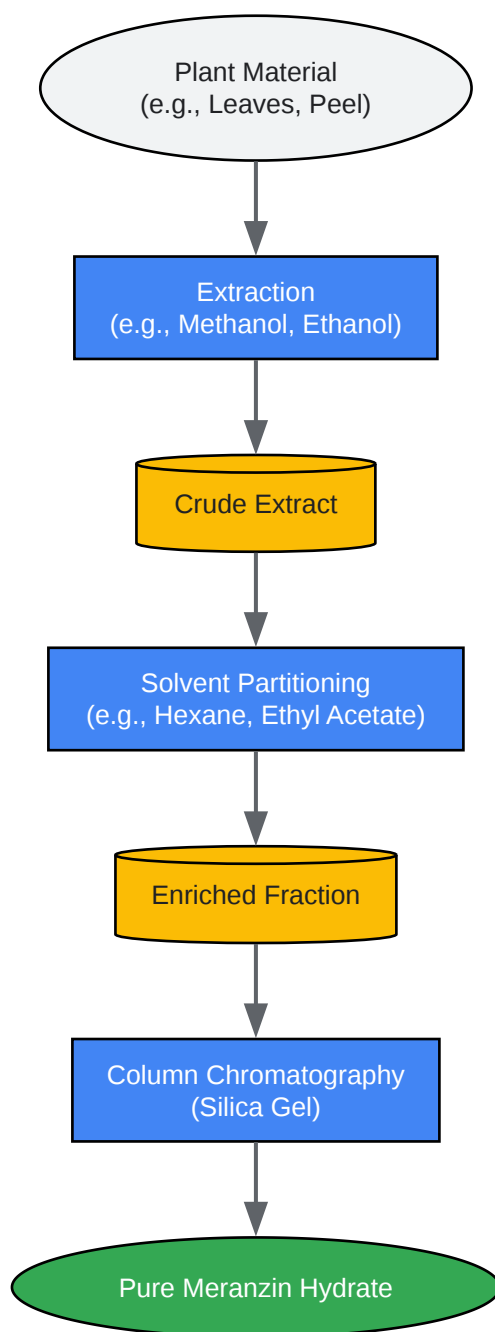 Plant Material
(e.g., Leaves, Peel)
Extraction
(e.g., Methanol, Ethanol)
Crude Extract
Solvent Partitioning
(e.g., Hexane, Ethyl Acetate)
Enriched Fraction
Column Chromatography
(Silica Gel)
Pure Meranzin Hydrate